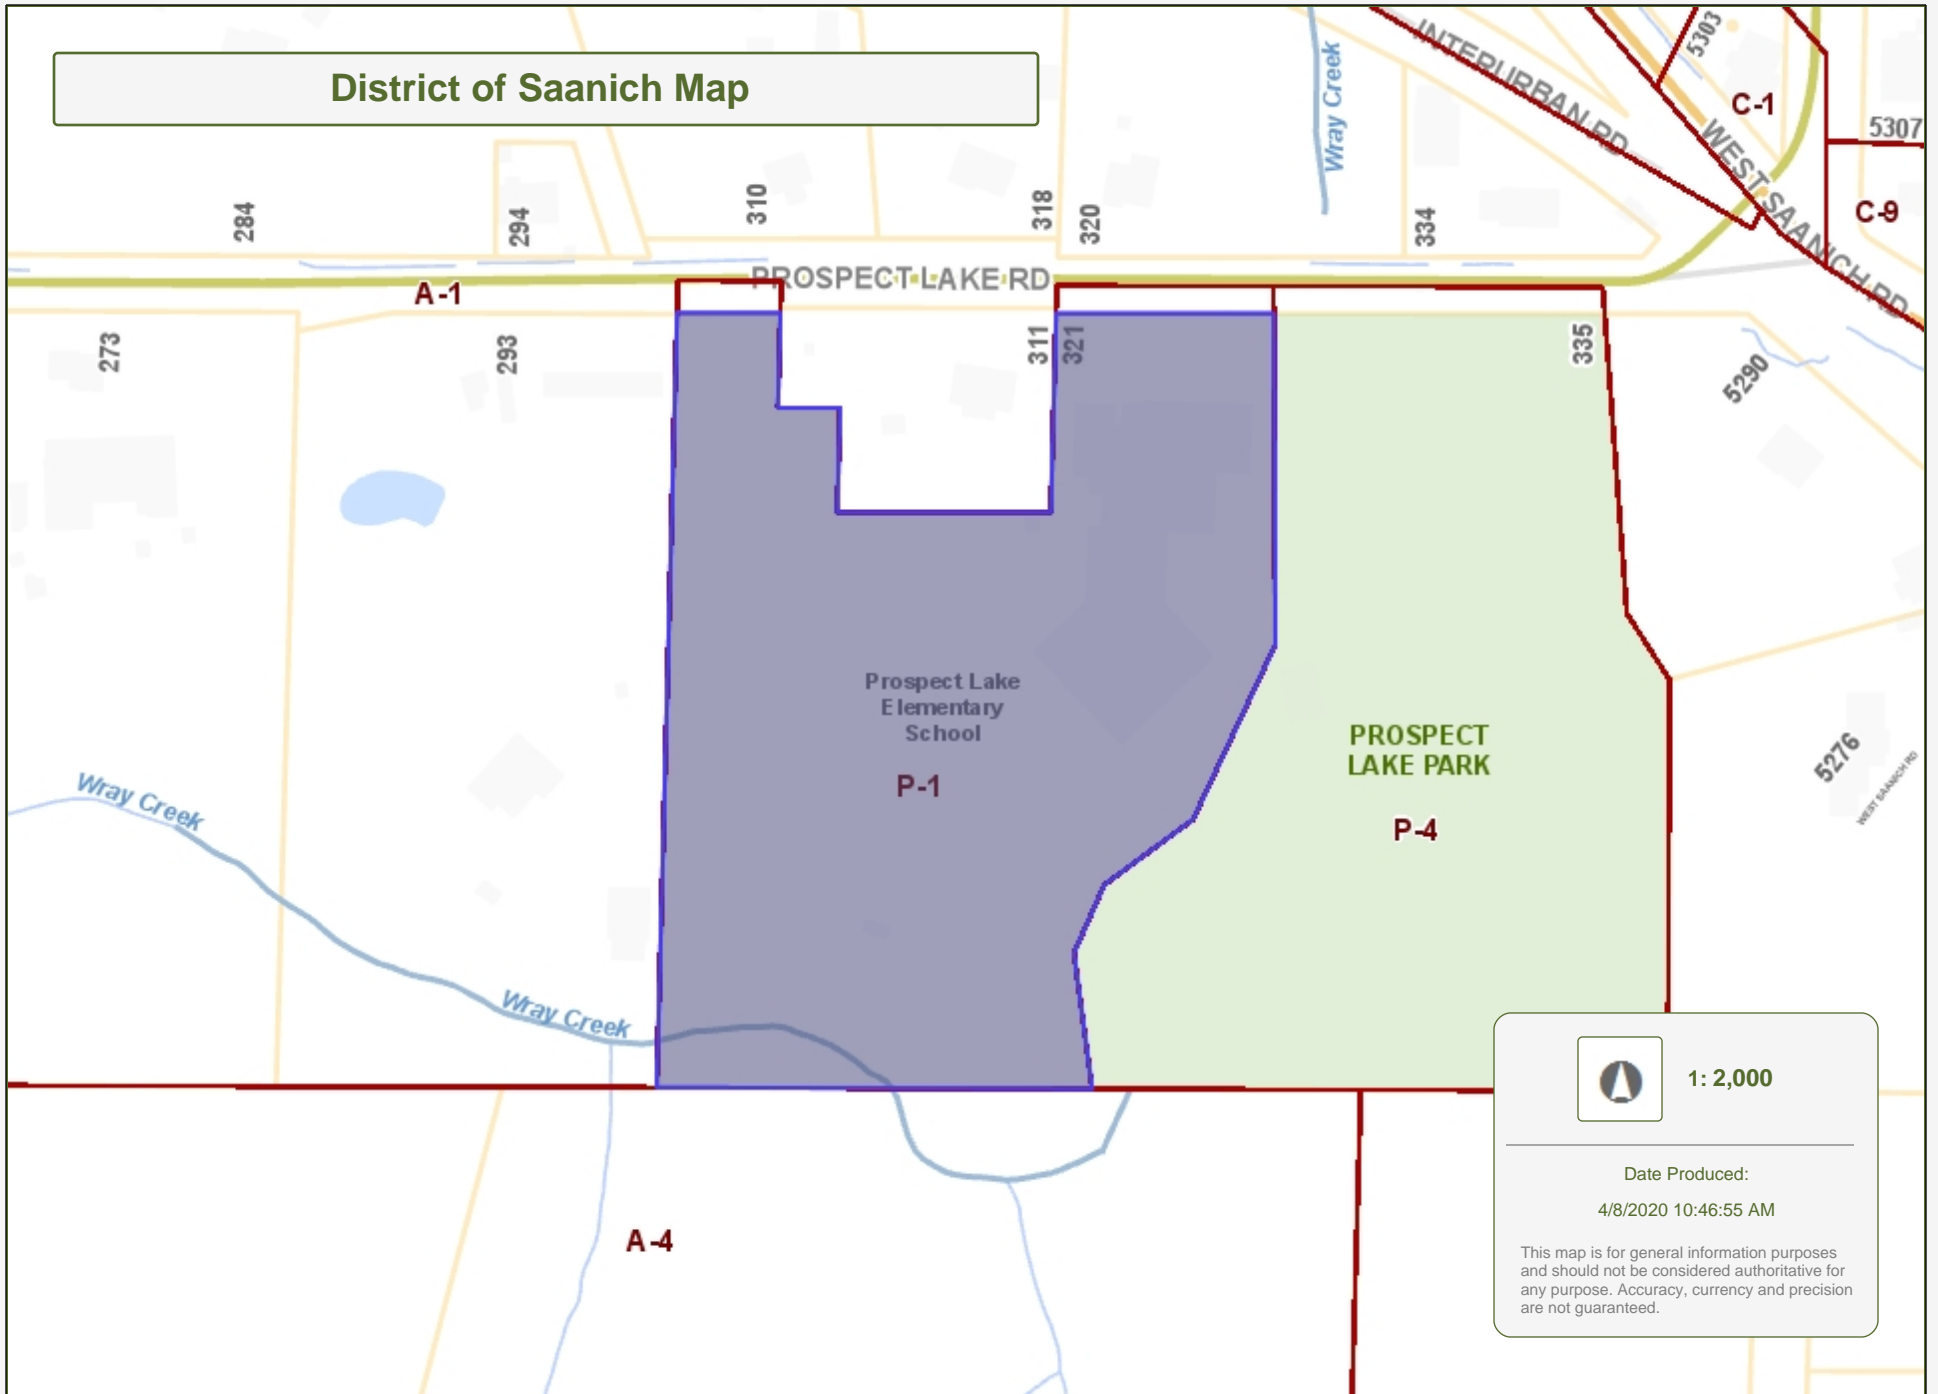 District of Saanich Map
INTERURBAN RD
5303
C-1
5307
WEST SAANICH RD
C-9
Wray Creek
284
294
310
318
320
334
PROSPECT LAKE RD
A-1
273
293
311
321
335
5290
Prospect Lake
Elementary
School
P-1
PROSPECT
LAKE PARK
P-4
5276
WEST SAANICH RD
Wray Creek
Wray Creek
A-4
1: 2,000
Date Produced:
4/8/2020 10:46:55 AM
This map is for general information purposes
and should not be considered authoritative for
any purpose. Accuracy, currency and precision
are not guaranteed.